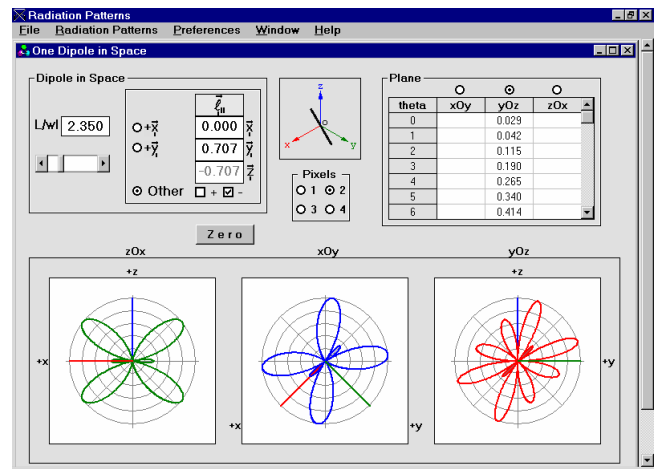 Radiation Patterns
File Radiation Patterns Preferences Window Help
One Dipole in Space
Dipole in Space
L/wl 2.350
+x
+y
Other
0.000 x
0.707 y
-0.707 z
+ -
z
x
y
o
Pixels
1 2
3 4
Plane
theta xOy yOz zOx
0 0.029
1 0.042
2 0.115
3 0.190
4 0.265
5 0.340
6 0.414
Zero
zOx xOy yOz
+z +z
+x +y
+x +y